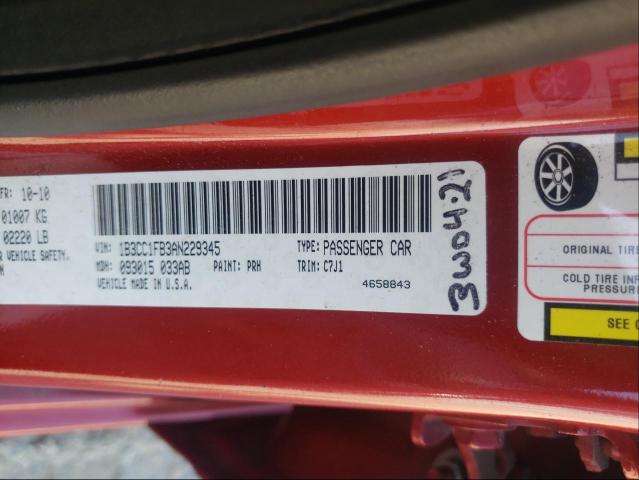 FR: 10-10
01007 KG
02220 LB
VEHICLE SAFETY,
VIN: 1B3CC1FB3AN229345
TYPE: PASSENGER CAR
MDH: 093015 033AB
PAINT: PRH
TRIM: C7J1
VEHICLE MADE IN U.S.A.
4658843
3304:21
ORIGINAL TIRE
COLD TIRE INF
PRESSURE
SEE